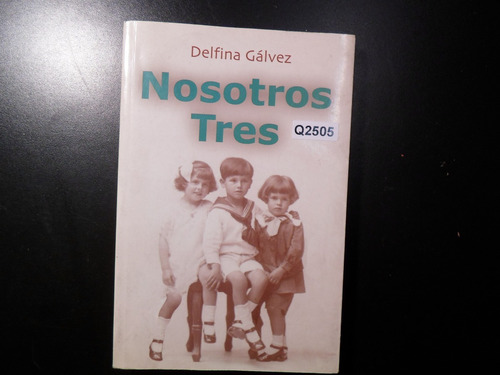 Delfina Gálvez
Nosotros
Tres
Q2505